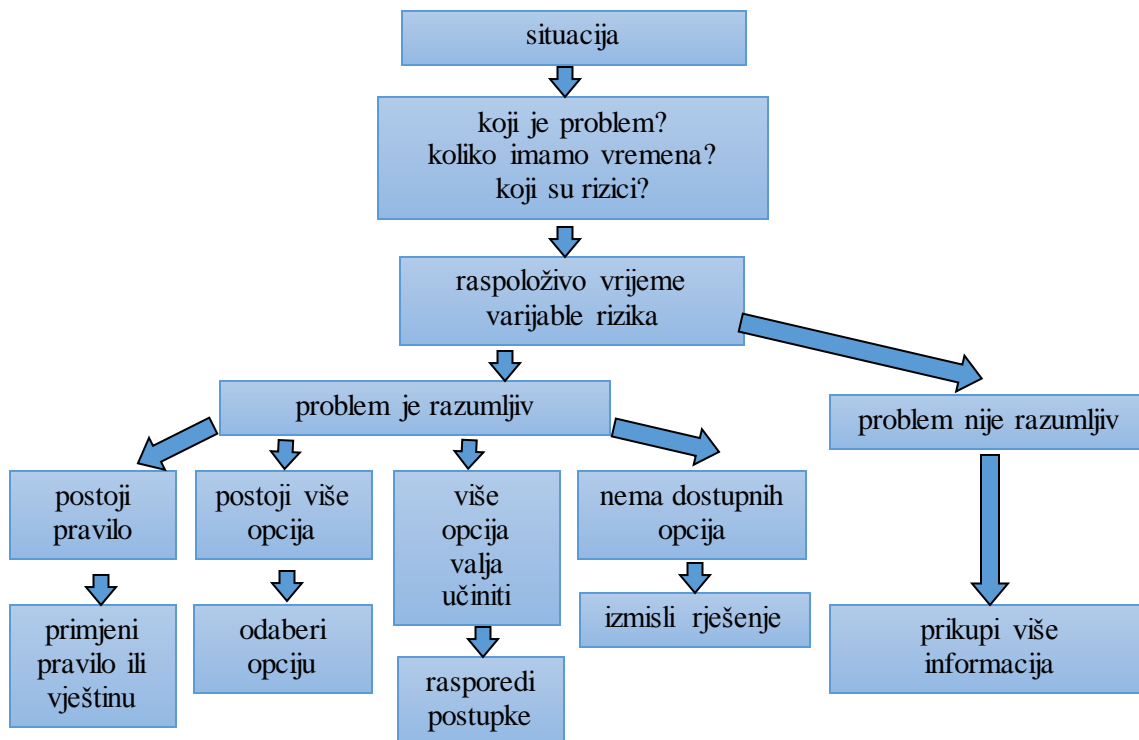 situacija
koji je problem?
koliko imamo vremena?
koji su rizici?
raspoloživo vrijeme
varijable rizika
problem je razumljiv
problem nije razumljiv
postoji
pravilo
postoji više
opcija
više
opcija
valja
učiniti
nema dostupnih
opcija
primjeni
pravilo ili
vještinu
odaberi
opciju
rasporedi
postupke
izmisli rješenje
prikupi više
informacija